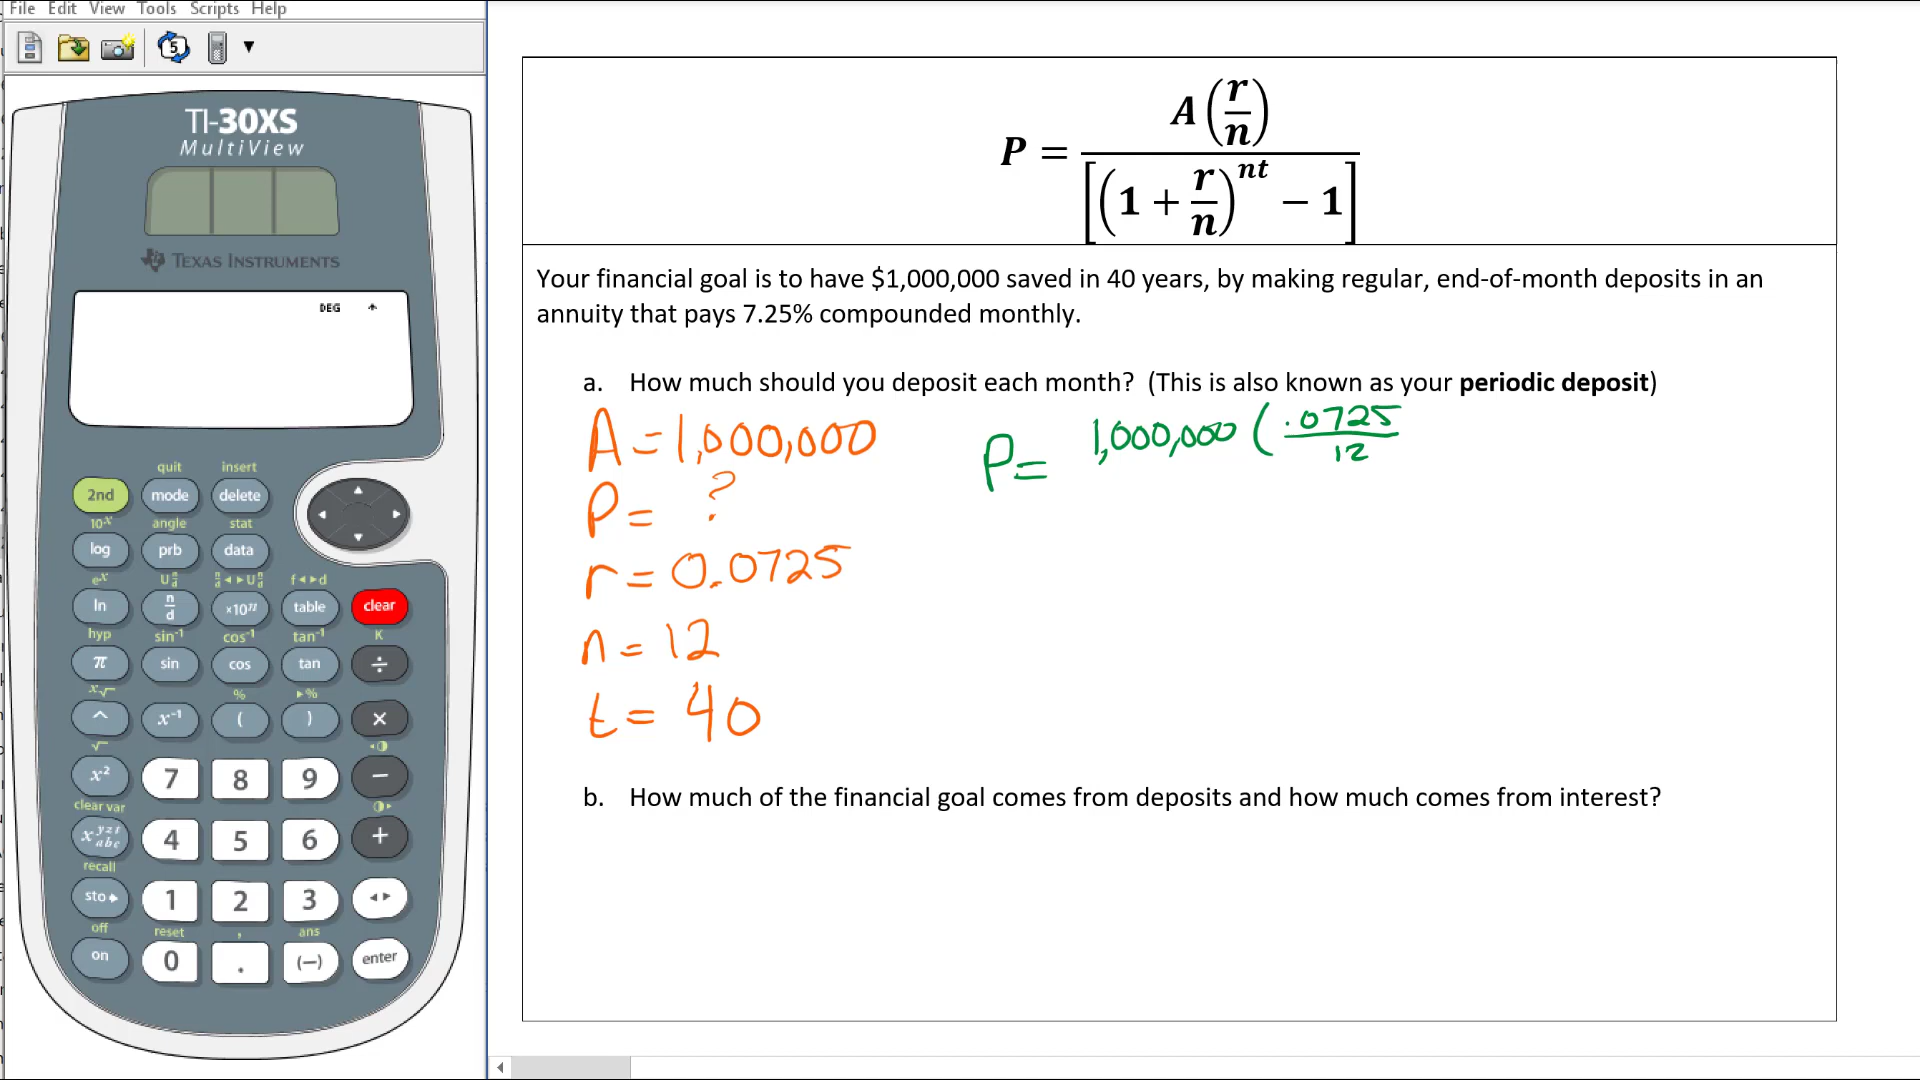 File Edit View Tools Scripts Help
5
TI-30XS
MultiView
TEXAS INSTRUMENTS
DEG
quit insert
2nd mode delete
10^x angle stat
log prb data
e^x U n/d n/d ◄► U n/d f◄►d
ln n/d ×10^n table clear
hyp sin⁻¹ cos⁻¹ tan⁻¹ K
π sin cos tan ÷
x√ % ►%
^ x⁻¹ ( ) ×
√
x² 7 8 9 −
clear var
x yzt abc 4 5 6 +
recall
sto► 1 2 3 ◄►
off reset , ans
on 0 . (−) enter
P = A(r/n) / [(1 + r/n)^nt − 1]
Your financial goal is to have $1,000,000 saved in 40 years, by making regular, end-of-month deposits in an
annuity that pays 7.25% compounded monthly.
a. How much should you deposit each month? (This is also known as your periodic deposit)
A = 1,000,000
P = ?
r = 0.0725
n = 12
t = 40
P = 1,000,000 (.0725/12
b. How much of the financial goal comes from deposits and how much comes from interest?